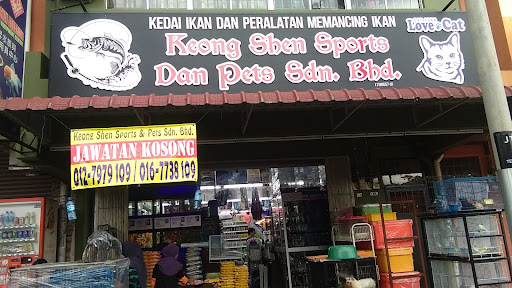 KEDAI IKAN DAN PERALATAN MEMANCING IKAN
Keong Shen Sports
Dan Pets Sdn. Bhd.
Love&Cat
Keong Shen Sports & Pets Sdn. Bhd.
JAWATAN KOSONG
012-7979 109 / 016-7738 109